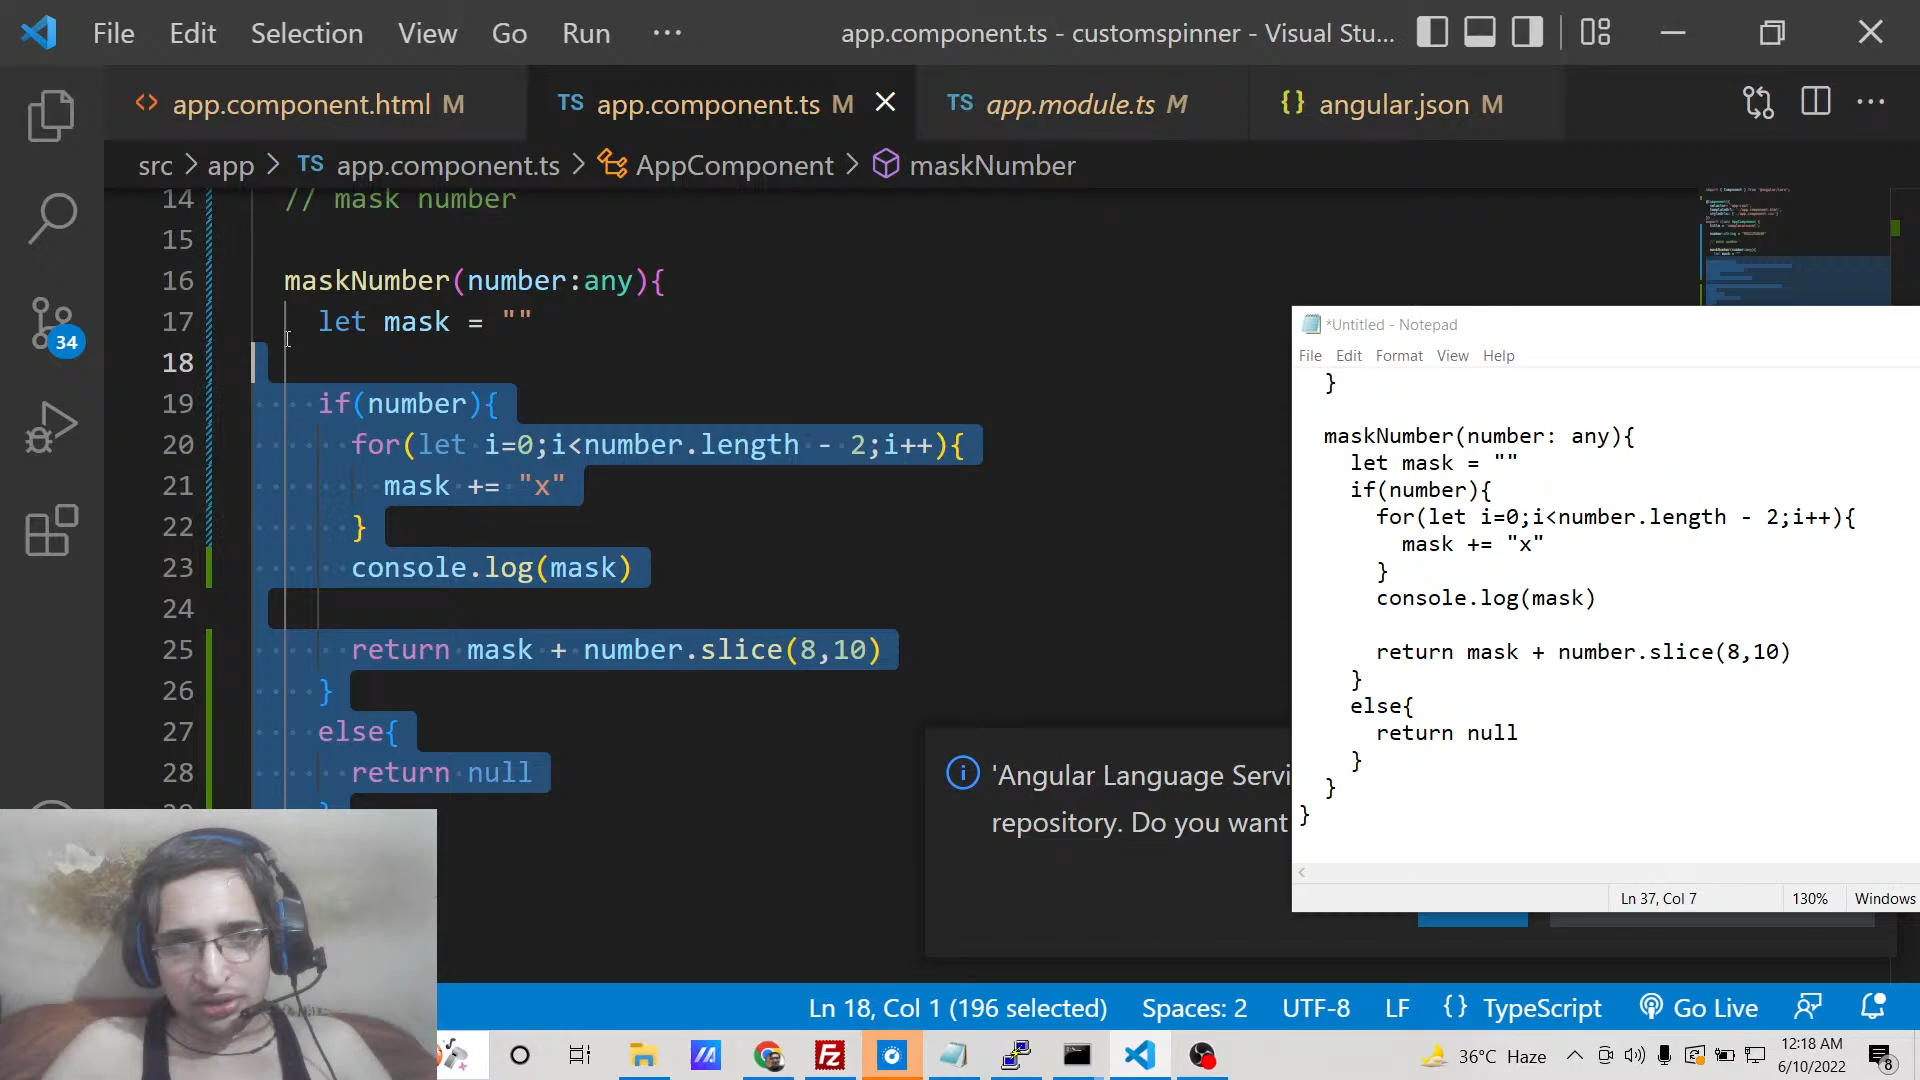 File Edit Selection View Go Run ··· app.component.ts - customspinner - Visual Stu...
app.component.html M
TS app.component.ts M
TS app.module.ts M
{} angular.json M
src > app > TS app.component.ts > AppComponent > maskNumber
14 // mask number
15
16 maskNumber(number:any){
17 let mask = ""
18
19 if(number){
20 for(let i=0;i<number.length - 2;i++){
21 mask += "x"
22 }
23 console.log(mask)
24
25 return mask + number.slice(8,10)
26 }
27 else{
28 return null
34
'Angular Language Servi
repository. Do you want
*Untitled - Notepad
File Edit Format View Help
}
maskNumber(number: any){
let mask = ""
if(number){
for(let i=0;i<number.length - 2;i++){
mask += "x"
}
console.log(mask)
return mask + number.slice(8,10)
}
else{
return null
}
}
}
Ln 37, Col 7 130% Windows
Ln 18, Col 1 (196 selected) Spaces: 2 UTF-8 LF {} TypeScript Go Live
36°C Haze
12:18 AM
6/10/2022
8